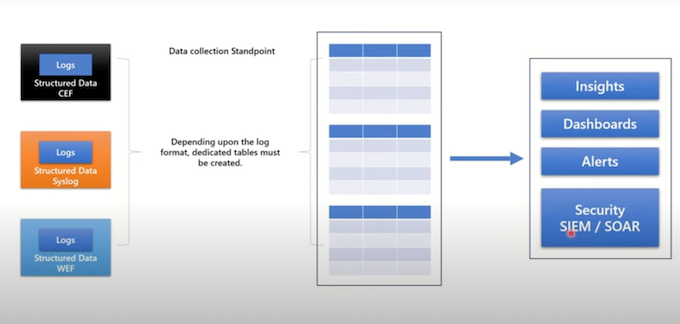 Logs
Structured Data
CEF
Logs
Structured Data
Syslog
Logs
Structured Data
WEF
Data collection Standpoint
Depending upon the log
format, dedicated tables must
be created.
Insights
Dashboards
Alerts
Security
SIEM / SOAR